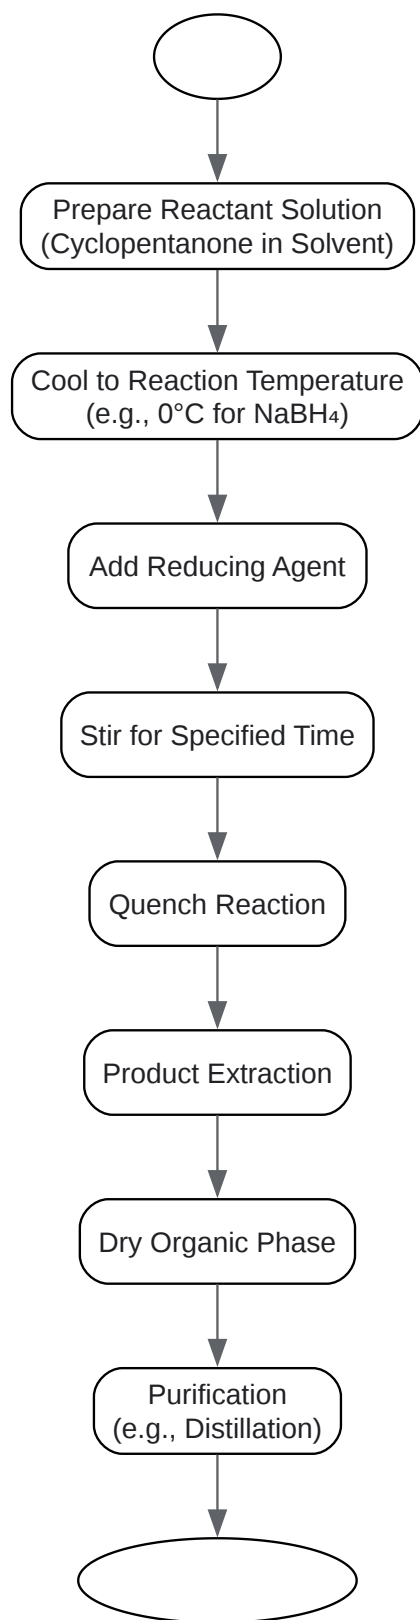 Prepare Reactant Solution
(Cyclopentanone in Solvent)
Cool to Reaction Temperature
(e.g., 0°C for NaBH₄)
Add Reducing Agent
Stir for Specified Time
Quench Reaction
Product Extraction
Dry Organic Phase
Purification
(e.g., Distillation)